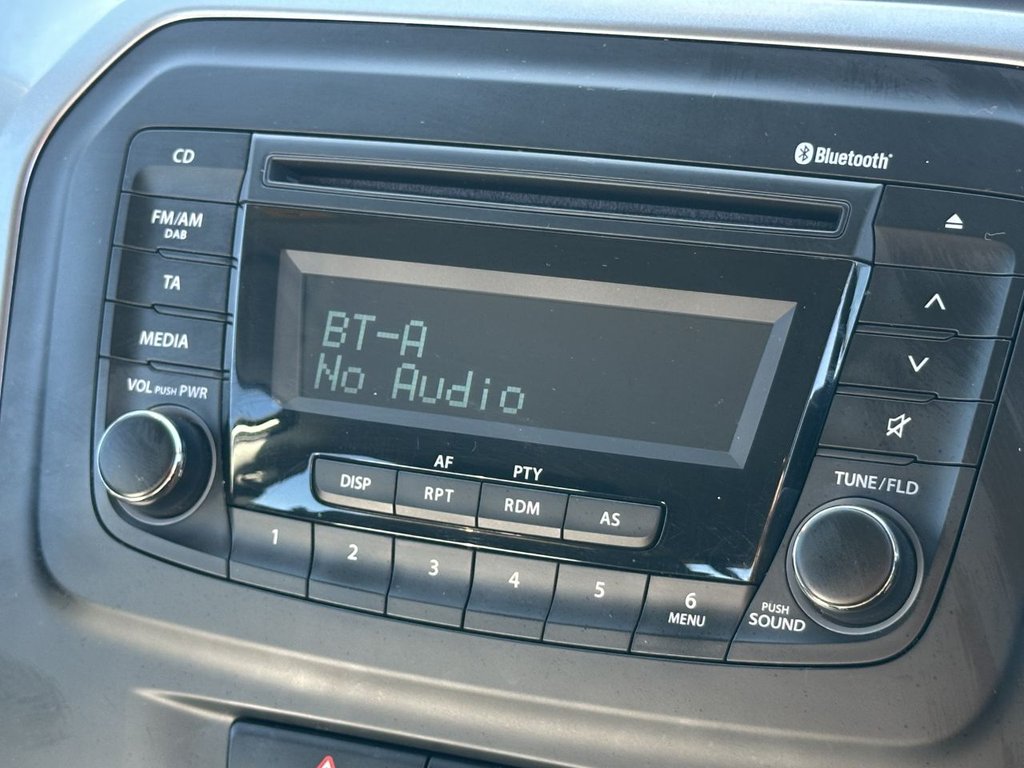 CD
Bluetooth®
FM/AM
DAB
TA
MEDIA
BT-A
No Audio
VOL PUSH PWR
AF
PTY
TUNE/FLD
DISP
RPT
RDM
AS
1
2
3
4
5
6
MENU
PUSH
SOUND